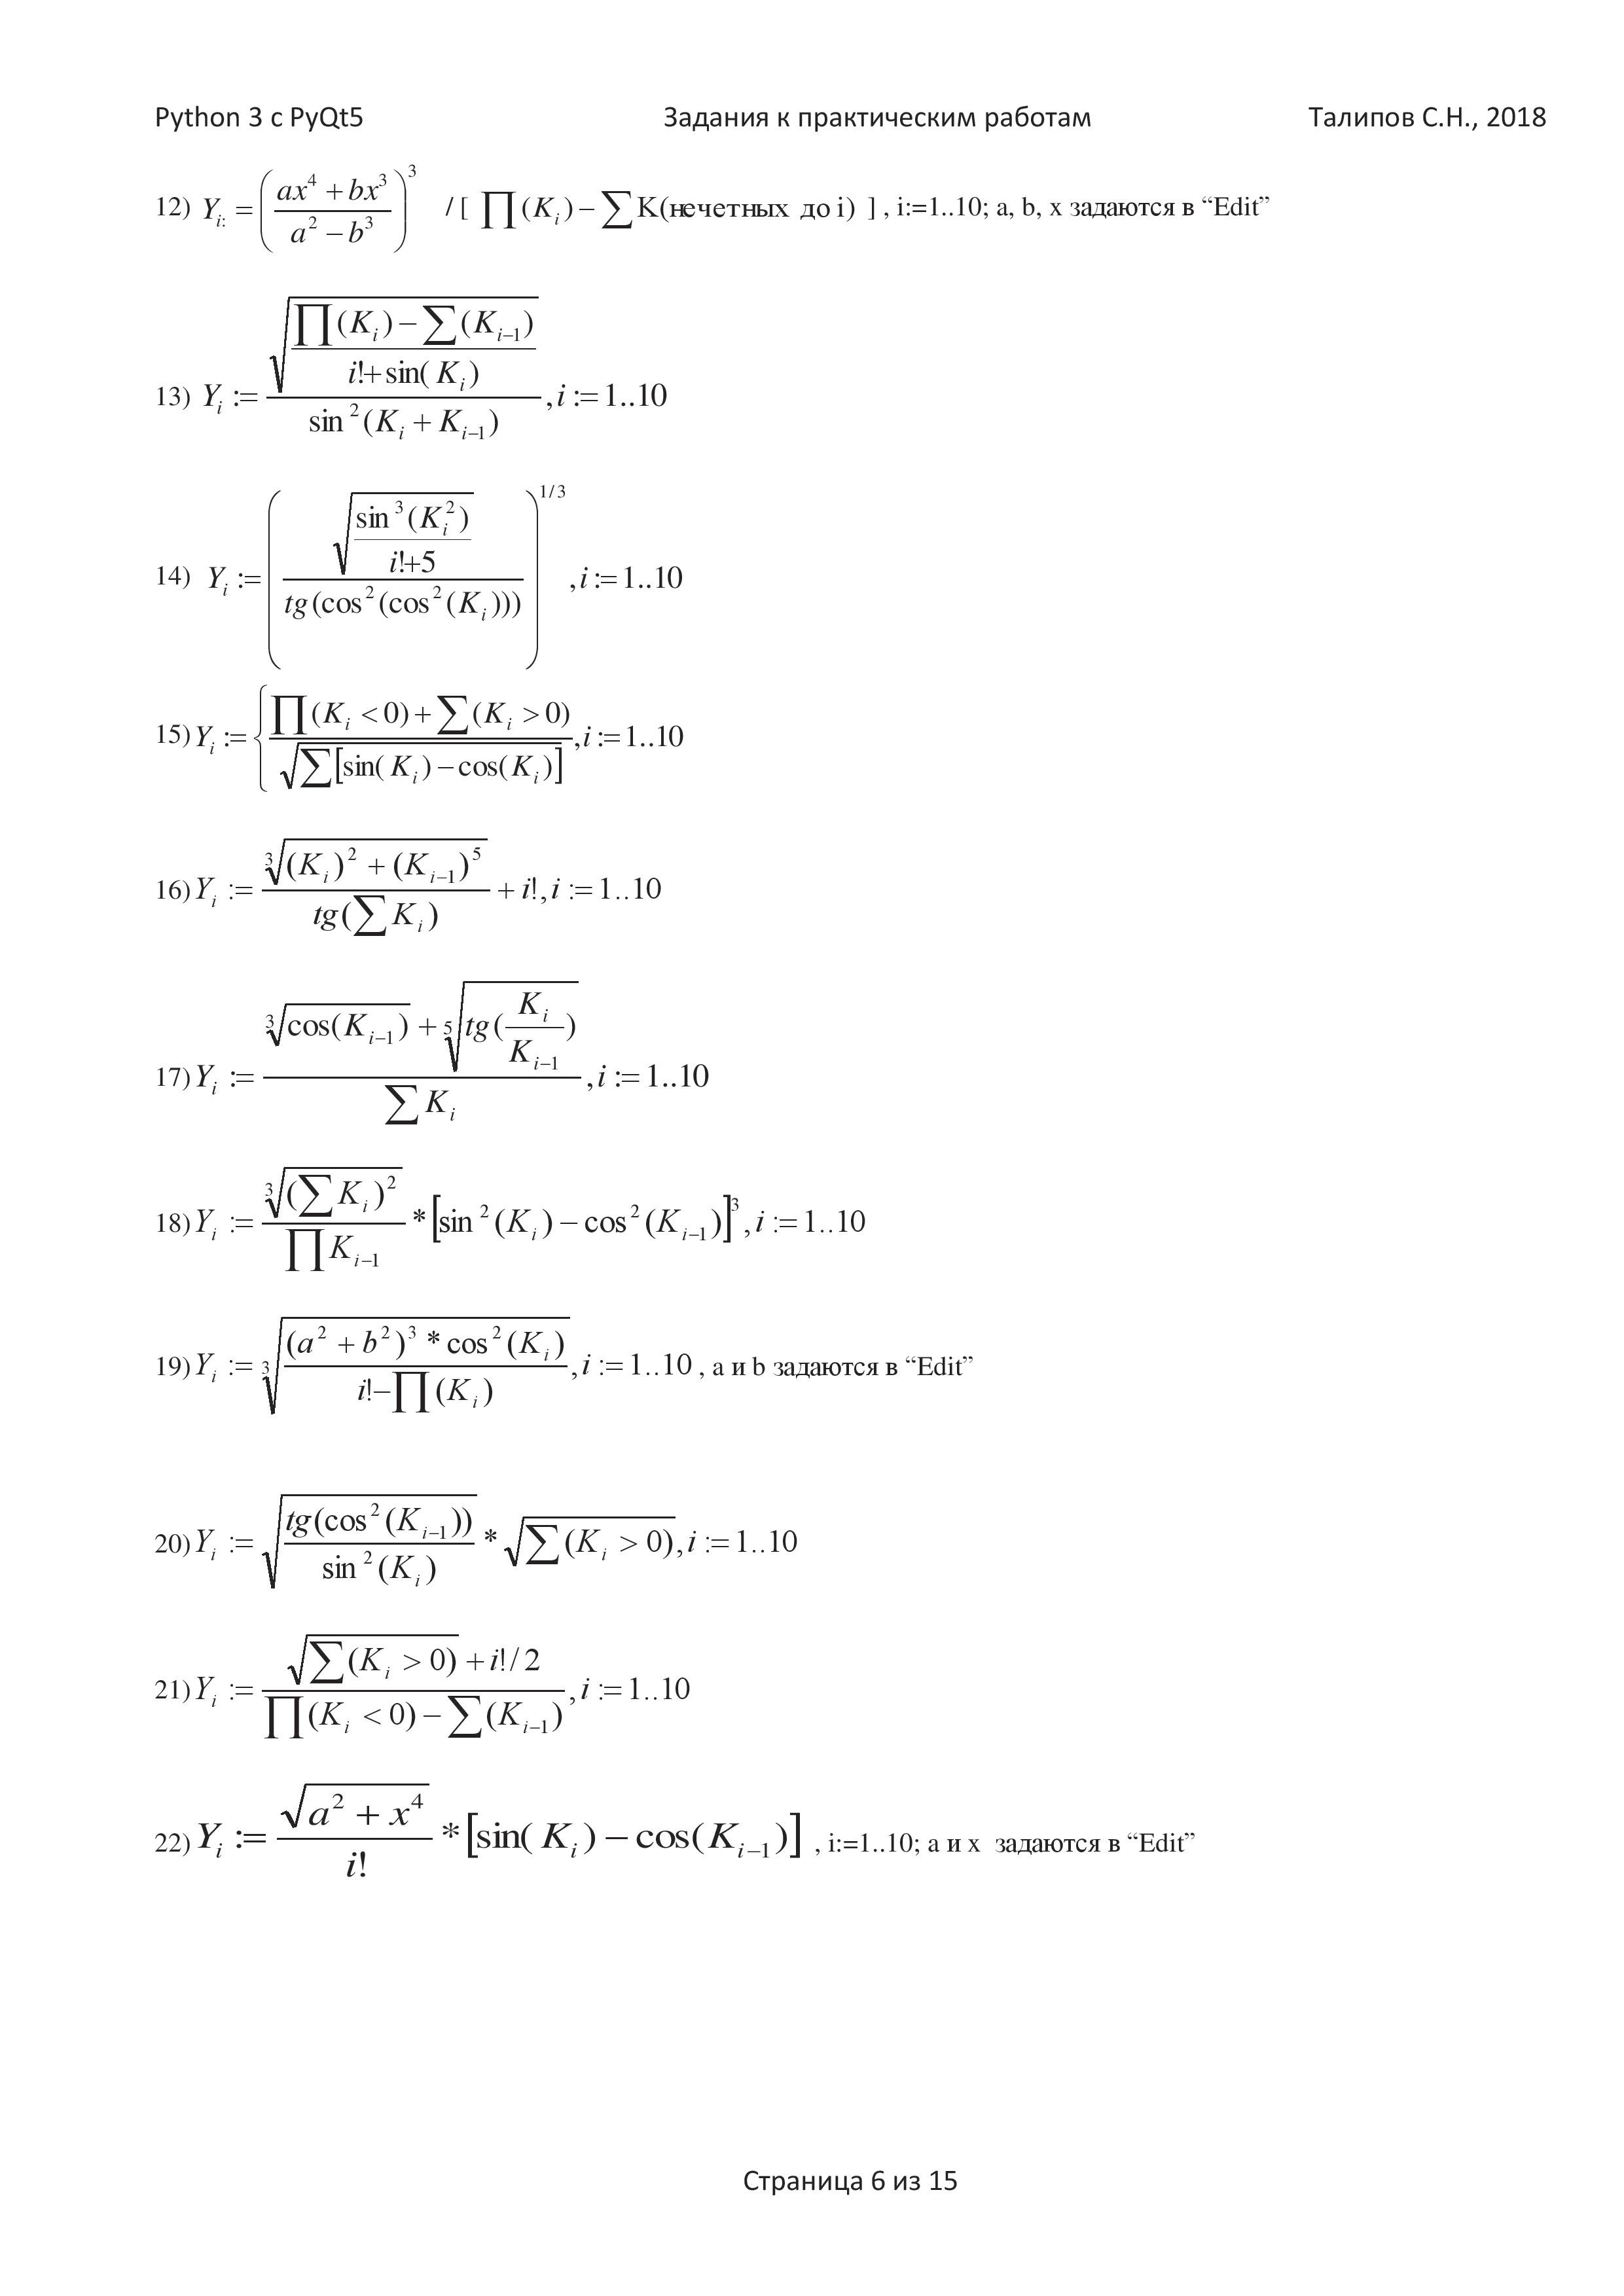 Python 3 с PyQt5 Задания к практическим работам Талипов С.Н., 2018
12) Y_{i:} = ((ax^4 + bx^3)/(a^2 − b^3))^3 / [ ∏(K_i) − ∑K(нечетных до i) ] , i:=1..10; a, b, x задаются в “Edit”
13) Y_i := √((∏(K_i) − ∑(K_{i−1}))/(i!+sin(K_i))) / sin^2(K_i + K_{i−1}), i := 1..10
14) Y_i := (√(sin^3(K_i^2)/(i!+5)) / tg(cos^2(cos^2(K_i))))^{1/3}, i := 1..10
15) Y_i := {(∏(K_i < 0) + ∑(K_i > 0)) / √(∑[sin(K_i) − cos(K_i)]), i := 1..10
16) Y_i := ∛((K_i)^2 + (K_{i−1})^5) / tg(∑K_i) + i!, i := 1..10
17) Y_i := (∛(cos(K_{i−1})) + ⁵√(tg(K_i/K_{i−1}))) / ∑K_i, i := 1..10
18) Y_i := ∛((∑K_i)^2) / ∏K_{i−1} * [sin^2(K_i) − cos^2(K_{i−1})]^3, i := 1..10
19) Y_i := ∛(((a^2 + b^2)^3 * cos^2(K_i)) / (i!−∏(K_i))), i := 1..10 , a и b задаются в “Edit”
20) Y_i := √(tg(cos^2(K_{i−1})) / sin^2(K_i)) * √(∑(K_i > 0)), i := 1..10
21) Y_i := (√(∑(K_i > 0)) + i!/2) / (∏(K_i < 0) − ∑(K_{i−1})), i := 1..10
22) Y_i := √(a^2 + x^4) / i! * [sin(K_i) − cos(K_{i−1})] , i:=1..10; a и x задаются в “Edit”
Страница 6 из 15